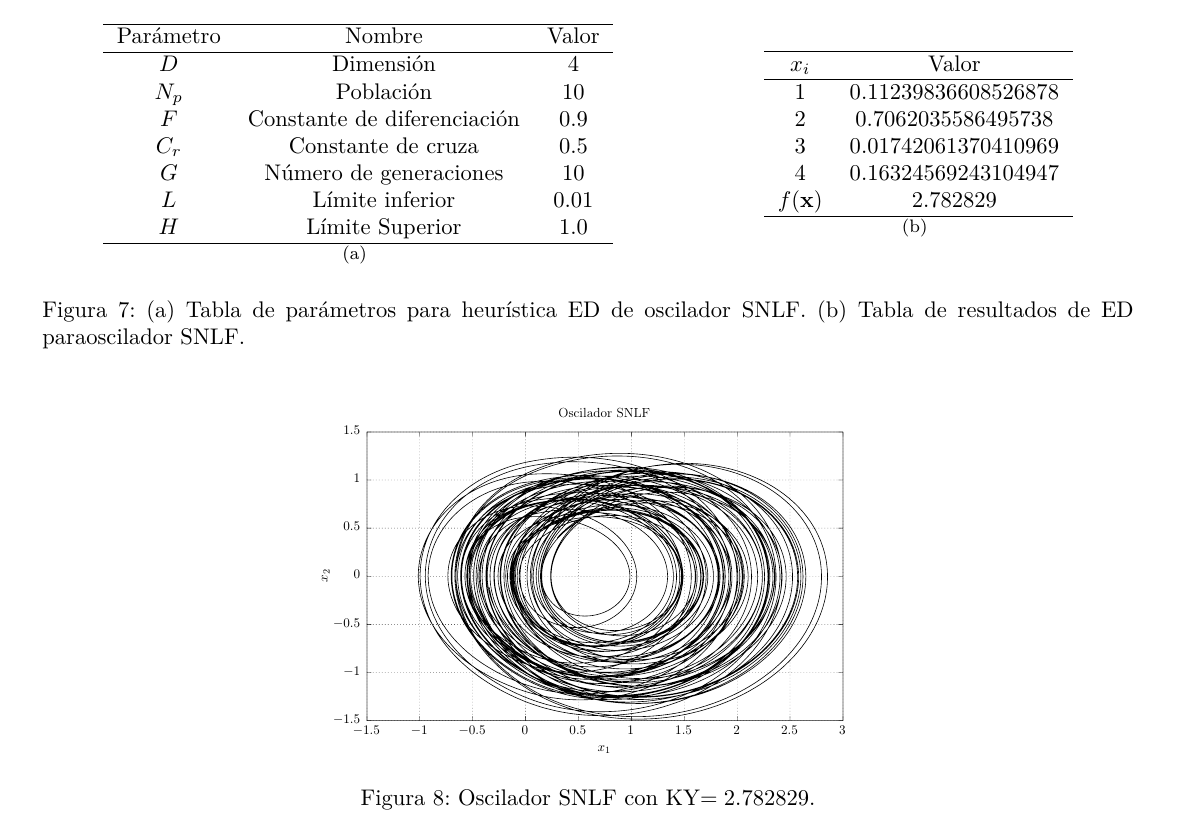 Parámetro Nombre Valor
D Dimensión 4
N_p Población 10
F Constante de diferenciación 0.9
C_r Constante de cruza 0.5
G Número de generaciones 10
L Límite inferior 0.01
H Límite Superior 1.0
(a)
x_i Valor
1 0.11239836608526878
2 0.7062035586495738
3 0.01742061370410969
4 0.16324569243104947
f(x) 2.782829
(b)
Figura 7: (a) Tabla de parámetros para heurística ED de oscilador SNLF. (b) Tabla de resultados de ED
paraoscilador SNLF.
Oscilador SNLF
1.5
1
0.5
0
−0.5
−1
−1.5
x_2
−1.5 −1 −0.5 0 0.5 1 1.5 2 2.5 3
x_1
Figura 8: Oscilador SNLF con KY= 2.782829.